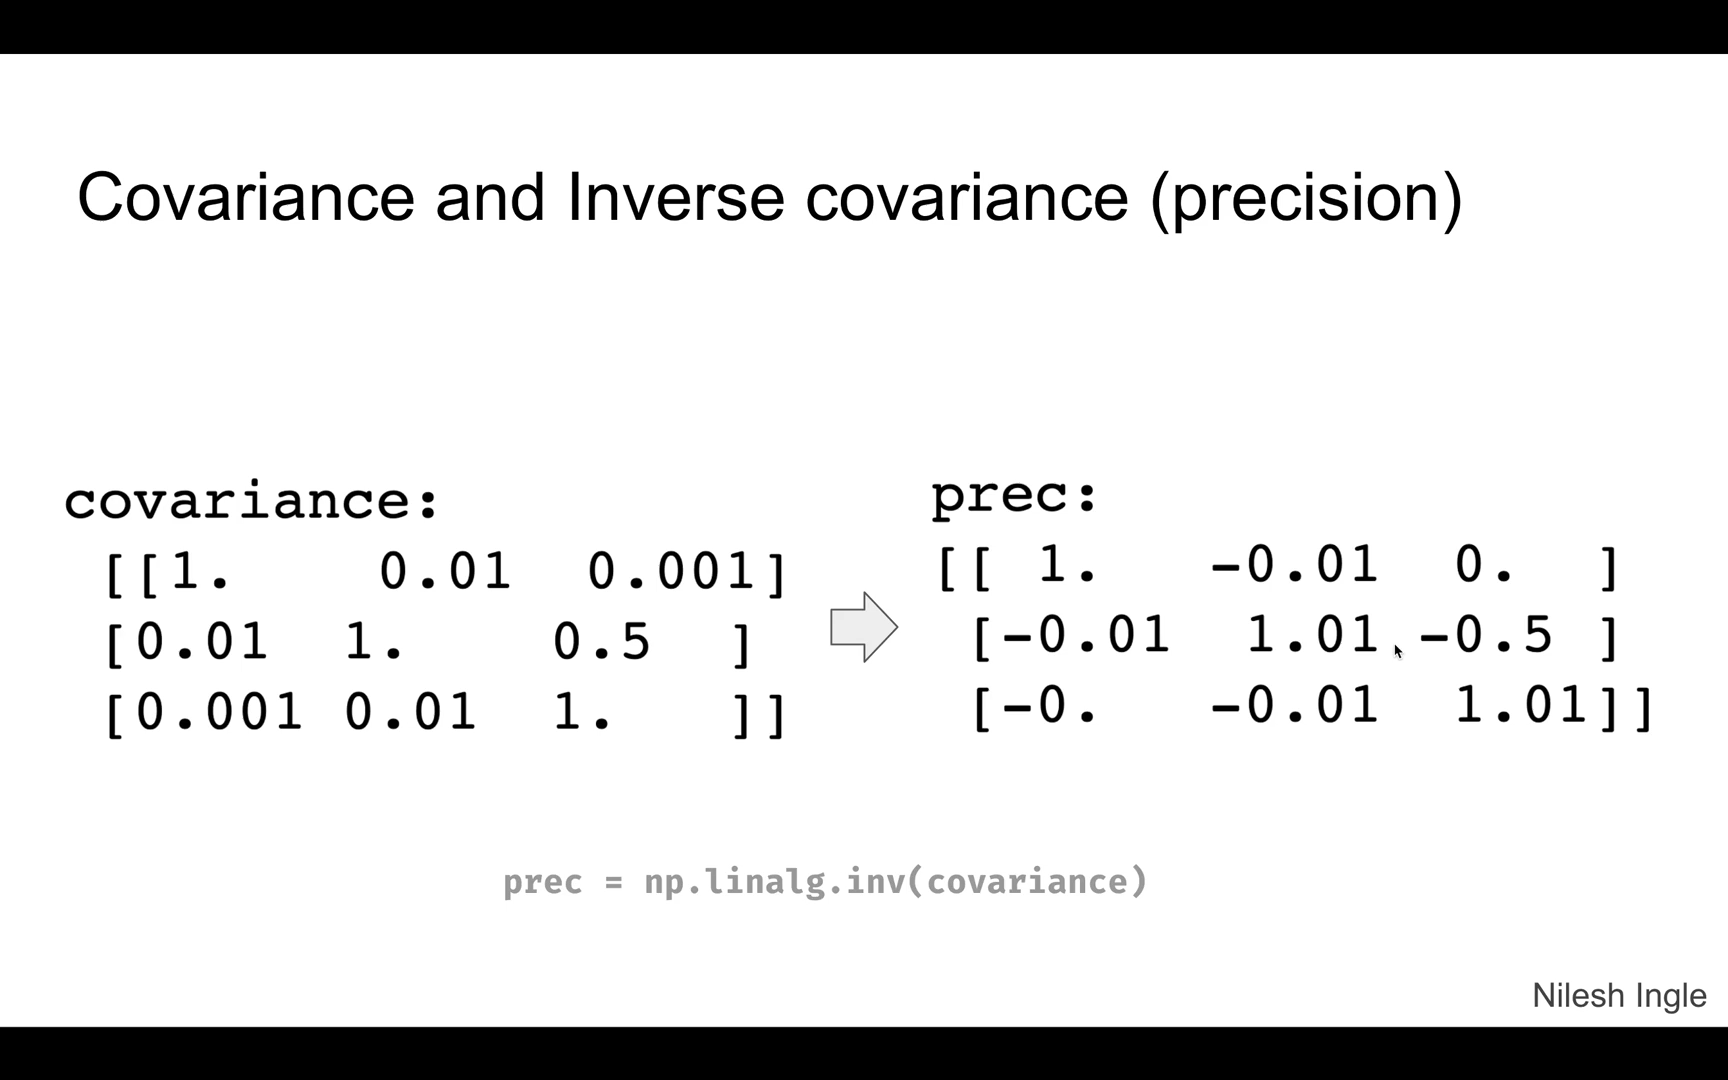 Covariance and Inverse covariance (precision)
covariance:
[[1. 0.01 0.001]
[0.01 1. 0.5 ]
[0.001 0.01 1. ]]
prec:
[[ 1. -0.01 0. ]
[-0.01 1.01 -0.5 ]
[-0. -0.01 1.01]]
prec = np.linalg.inv(covariance)
Nilesh Ingle